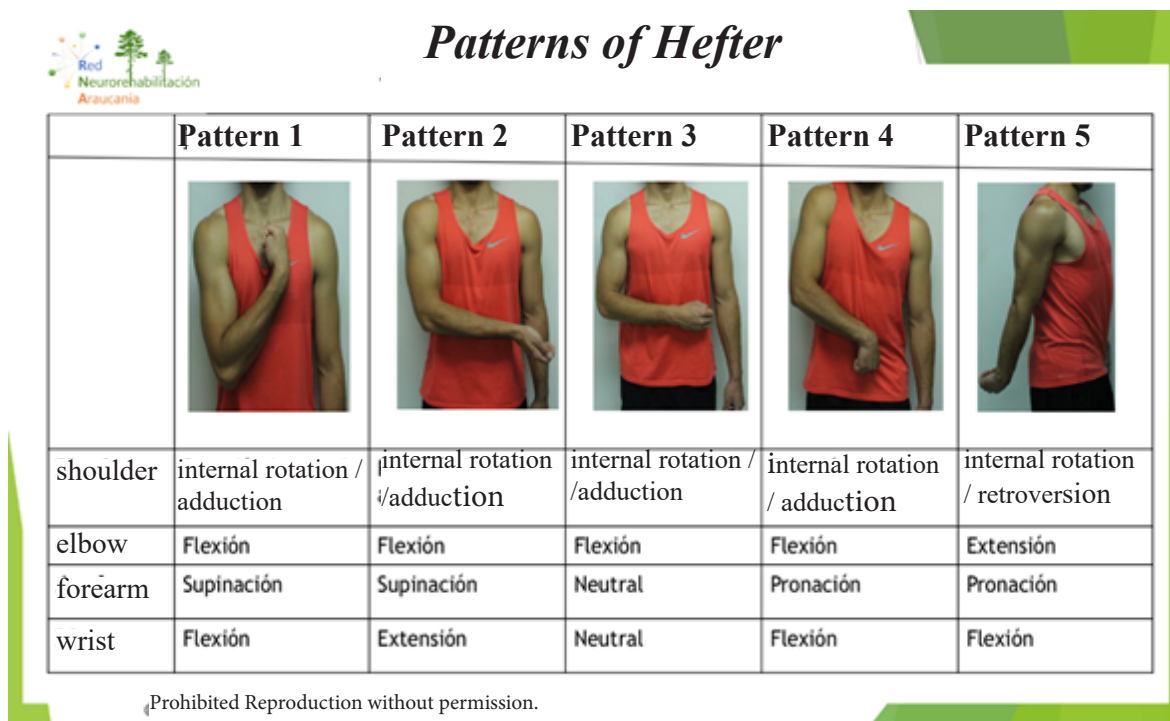 Patterns of Hefter
Red
Neurorehabilitación
Araucanía
Pattern 1 Pattern 2 Pattern 3 Pattern 4 Pattern 5
shoulder internal rotation / adduction internal rotation /adduction internal rotation / /adduction internal rotation / adduction internal rotation / retroversion
elbow Flexión Flexión Flexión Flexión Extensión
forearm Supinación Supinación Neutral Pronación Pronación
wrist Flexión Extensión Neutral Flexión Flexión
Prohibited Reproduction without permission.